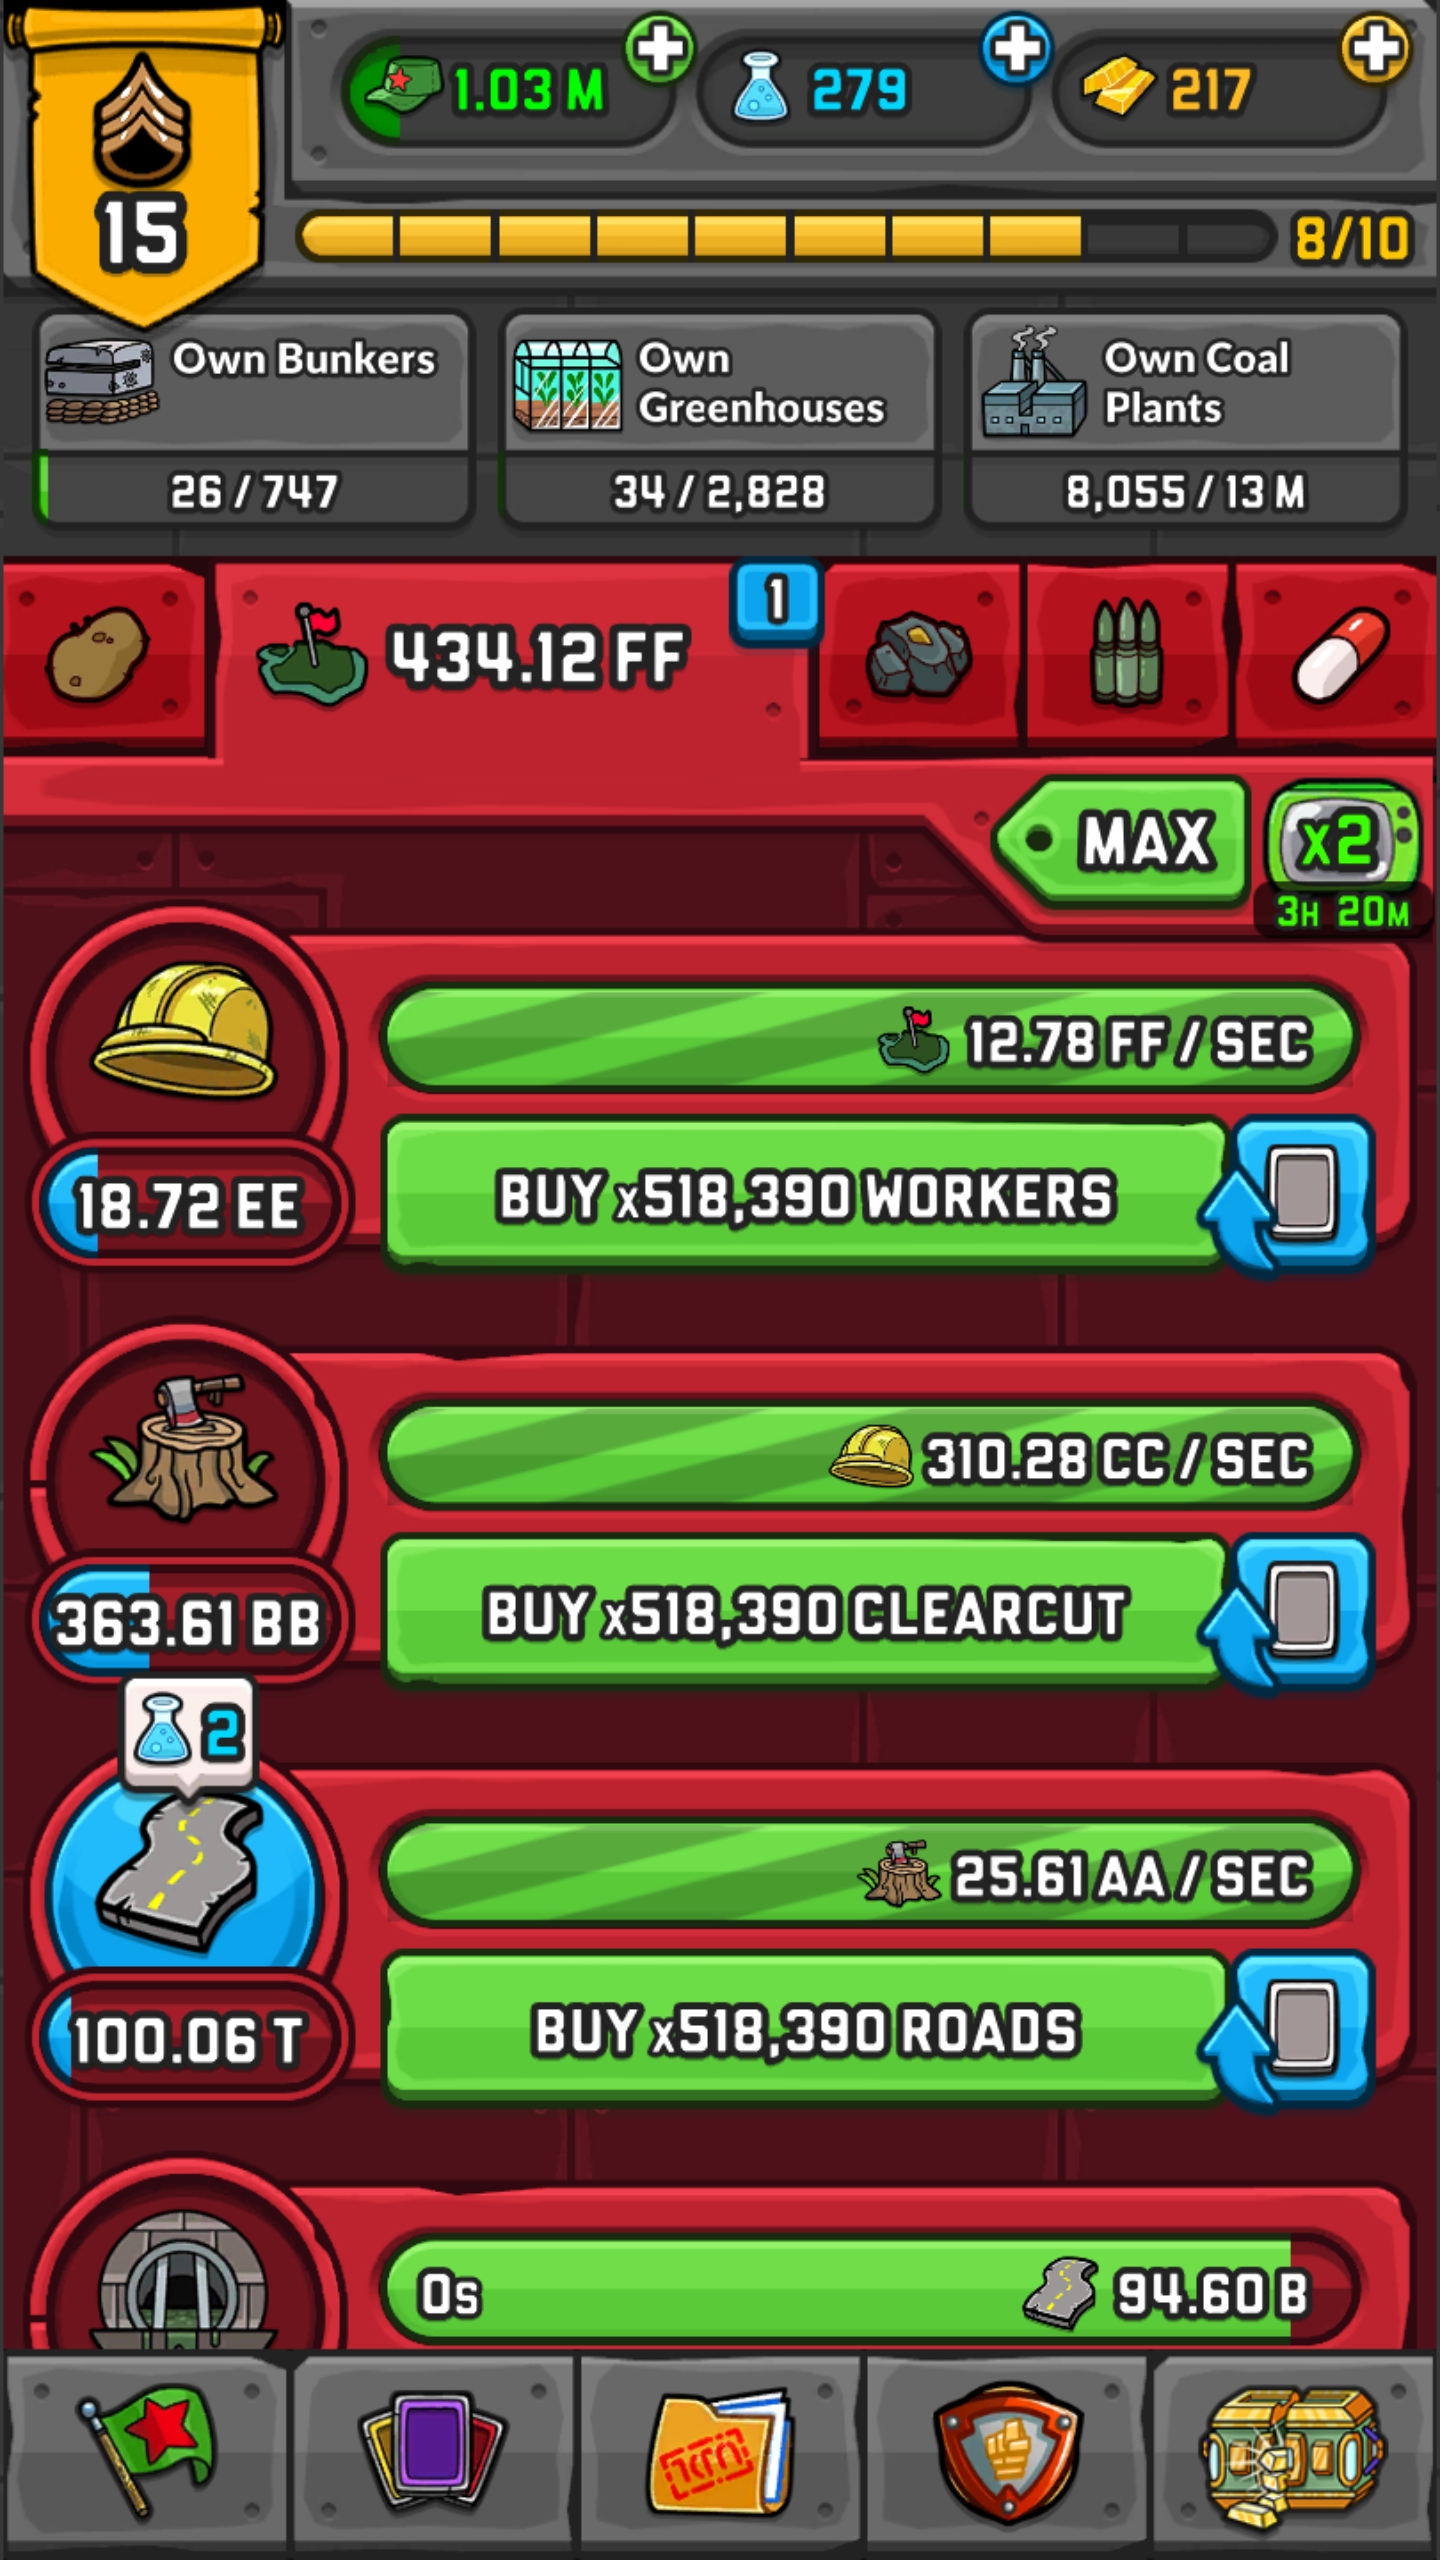 1.03 M
279
217
15
8/10
Own Bunkers
26 / 747
Own
Greenhouses
34 / 2,828
Own Coal
Plants
8,055 / 13 M
434.12 FF
1
MAX
x2
3H 20M
12.78 FF / SEC
18.72 EE
BUY x518,390 WORKERS
310.28 CC / SEC
363.61 BB
BUY x518,390 CLEARCUT
2
25.61 AA / SEC
100.06 T
BUY x518,390 ROADS
0s
94.60 B